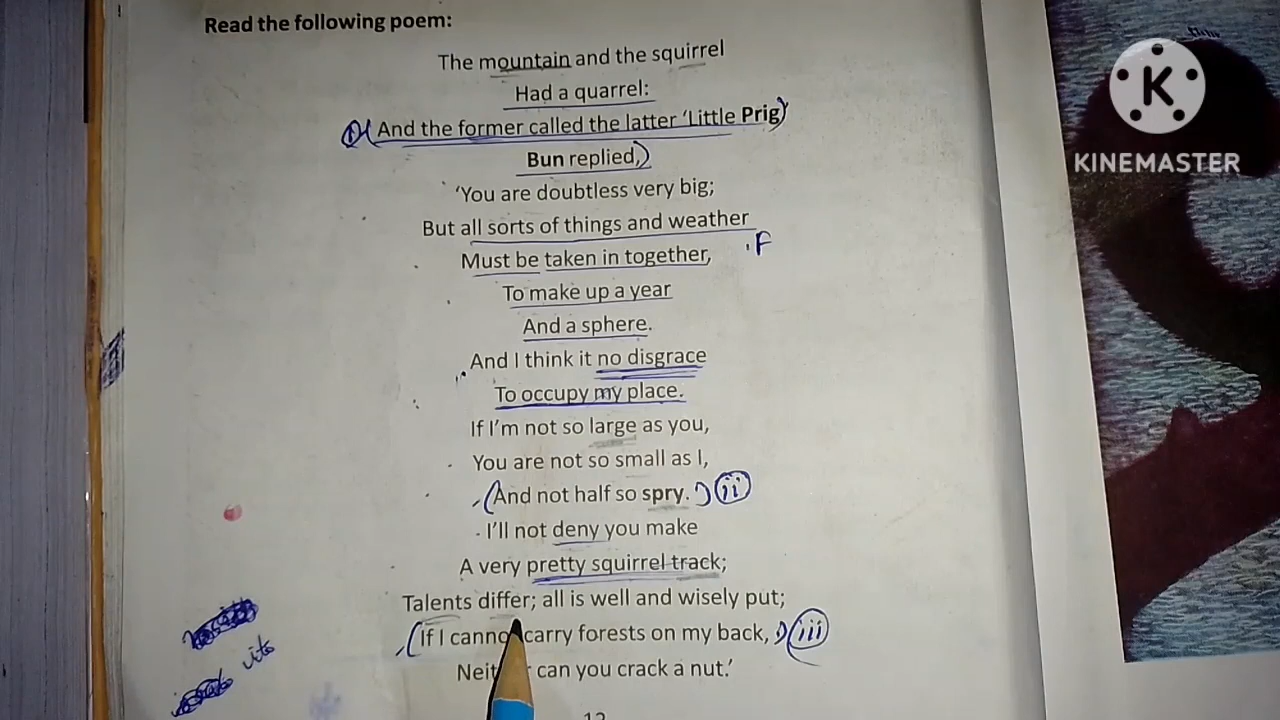 Read the following poem:
The mountain and the squirrel
Had a quarrel:
And the former called the latter 'Little Prig'
Bun replied,
'You are doubtless very big;
But all sorts of things and weather
Must be taken in together,
To make up a year
And a sphere.
And I think it no disgrace
To occupy my place.
If I'm not so large as you,
You are not so small as I,
And not half so spry. ii
I'll not deny you make
A very pretty squirrel track;
Talents differ; all is well and wisely put;
If I cannot carry forests on my back, iii
Neither can you crack a nut.'
12
K
KINEMASTER